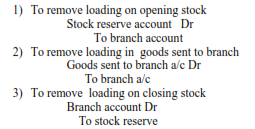 1) To remove loading on opening stock
Stock reserve account Dr
To branch account
2) To remove loading in goods sent to branch
Goods sent to branch a/c Dr
To branch a/c
3) To remove loading on closing stock
Branch account Dr
To stock reserve